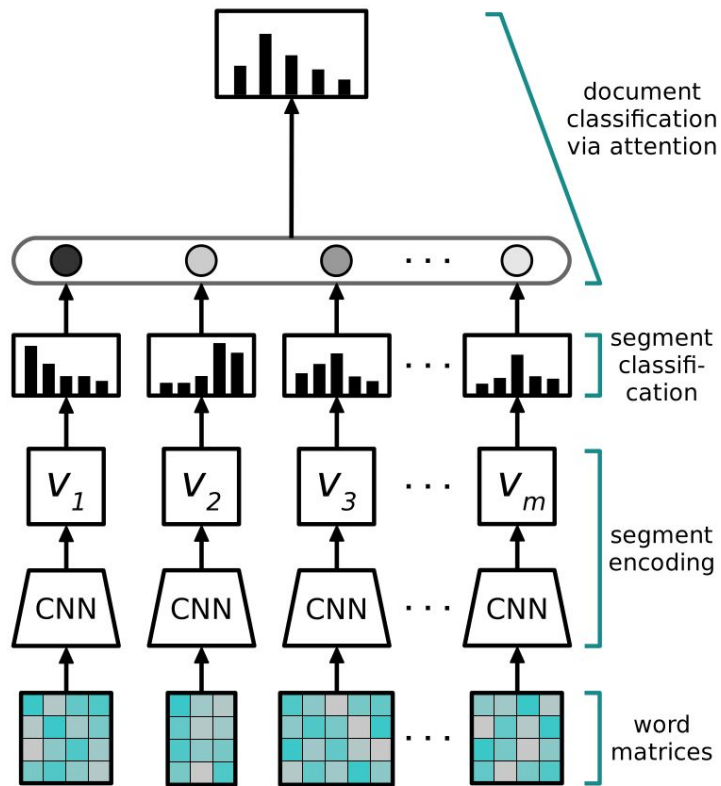 document
classification
via attention
. . .
segment
classifi-
cation
. . .
v1 v2 v3 . . . vm
segment
encoding
CNN CNN CNN . . . CNN
word
matrices
. . .